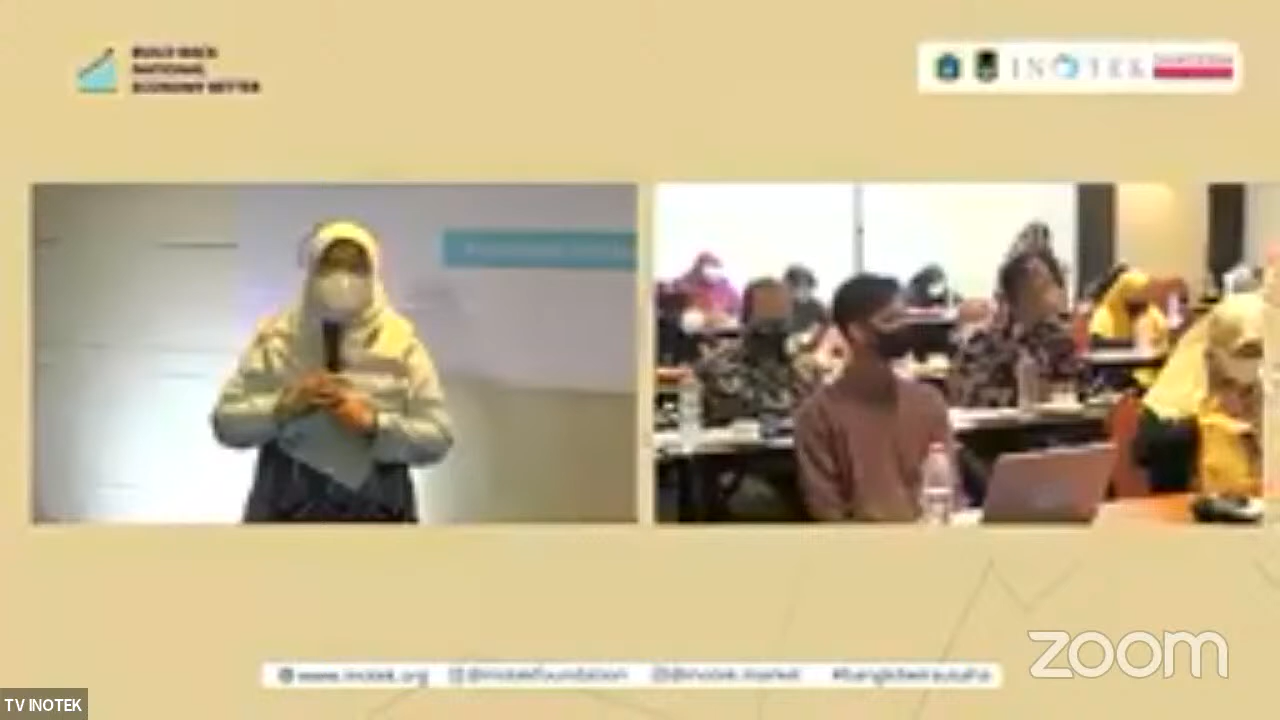 BUILD BACK
NATIONAL
ECONOMY BETTER
INOTEK
www.inotek.org @inotekfoundation @inotek.market #bangkitwirausaha
zoom
TV INOTEK